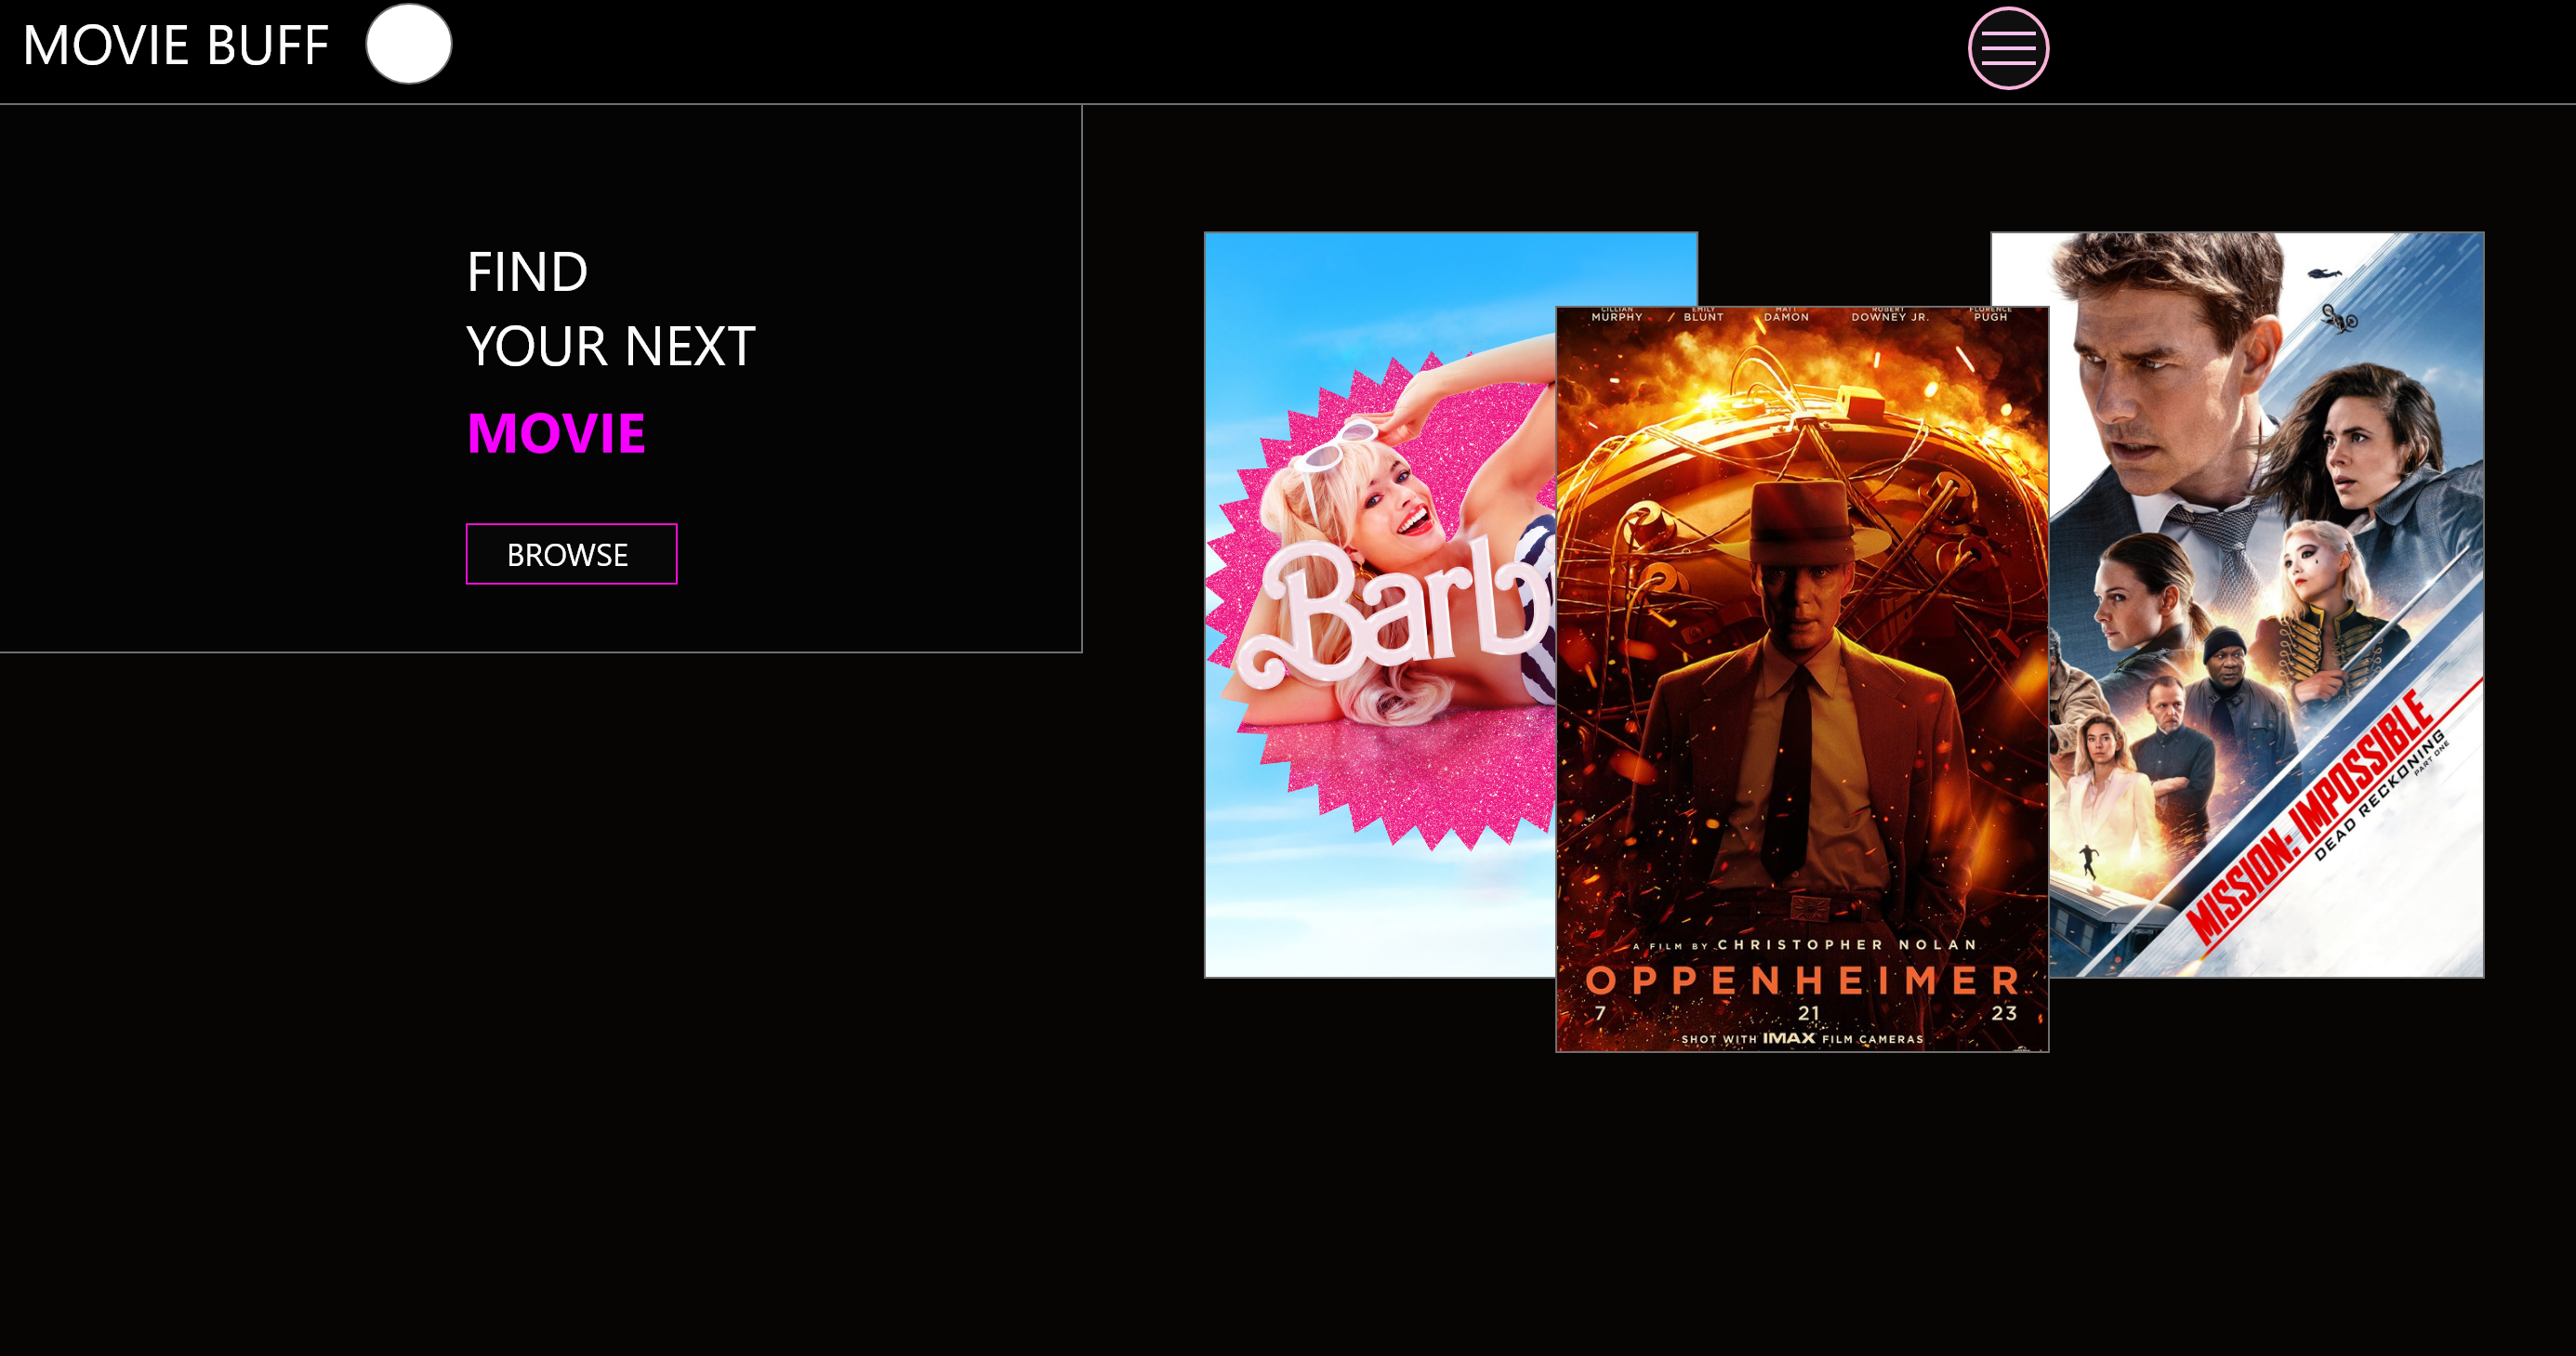 MOVIE BUFF
FIND
YOUR NEXT
MOVIE
BROWSE
Barb
CILLIAN EMILY MATT ROBERT FLORENCE
MURPHY BLUNT DAMON DOWNEY JR. PUGH
A FILM BY CHRISTOPHER NOLAN
OPPENHEIMER
7 21 23
SHOT WITH IMAX FILM CAMERAS
MISSION: IMPOSSIBLE
DEAD RECKONING
PART ONE